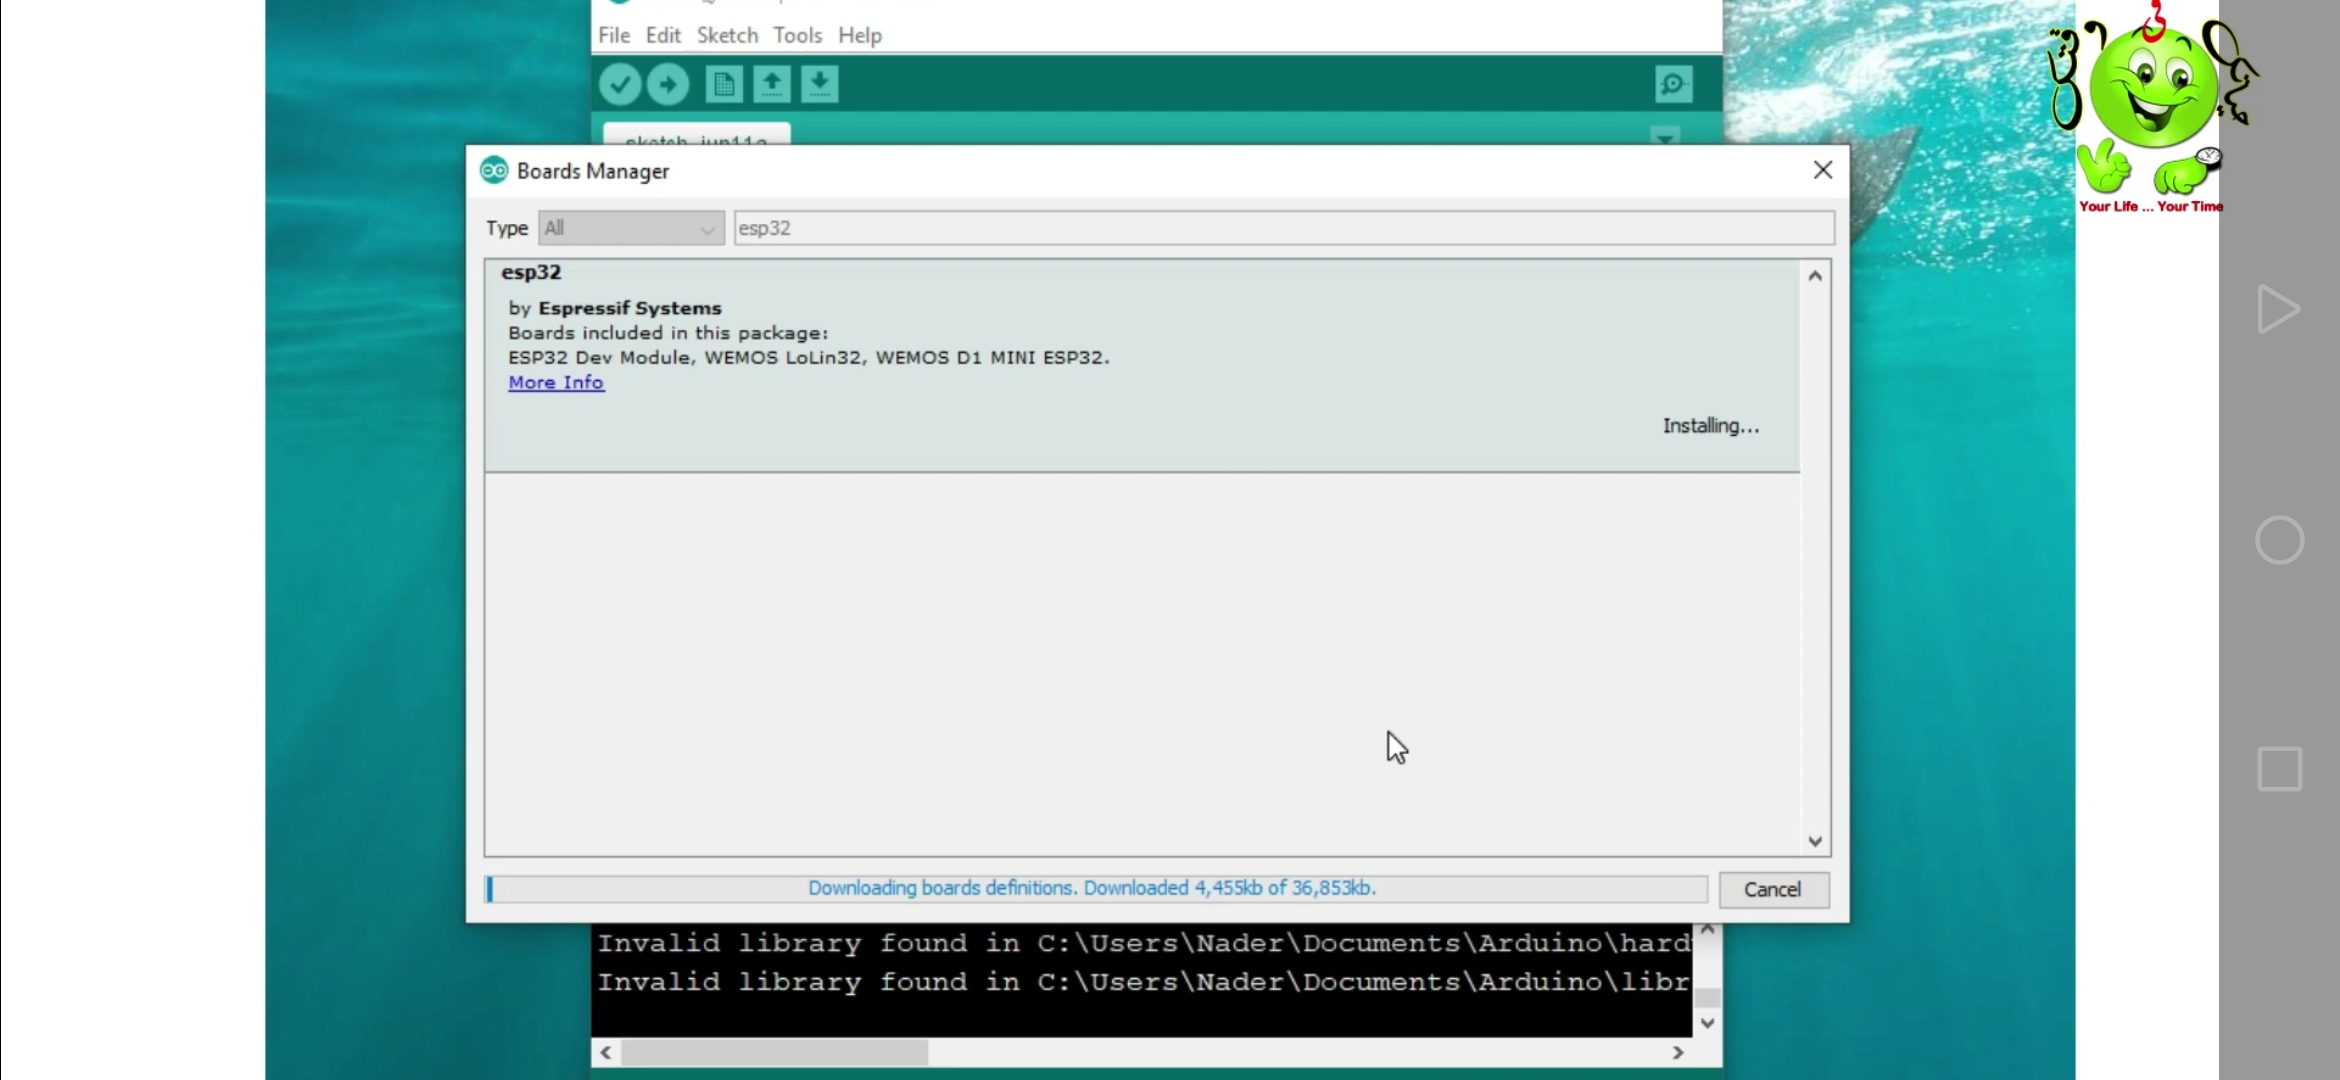 File Edit Sketch Tools Help
Boards Manager
Type All esp32
esp32
by Espressif Systems
Boards included in this package:
ESP32 Dev Module, WEMOS LoLin32, WEMOS D1 MINI ESP32.
More Info
Installing...
Downloading boards definitions. Downloaded 4,455kb of 36,853kb.
Cancel
Invalid library found in C:\Users\Nader\Documents\Arduino\hard
Invalid library found in C:\Users\Nader\Documents\Arduino\libr
Your Life ... Your Time